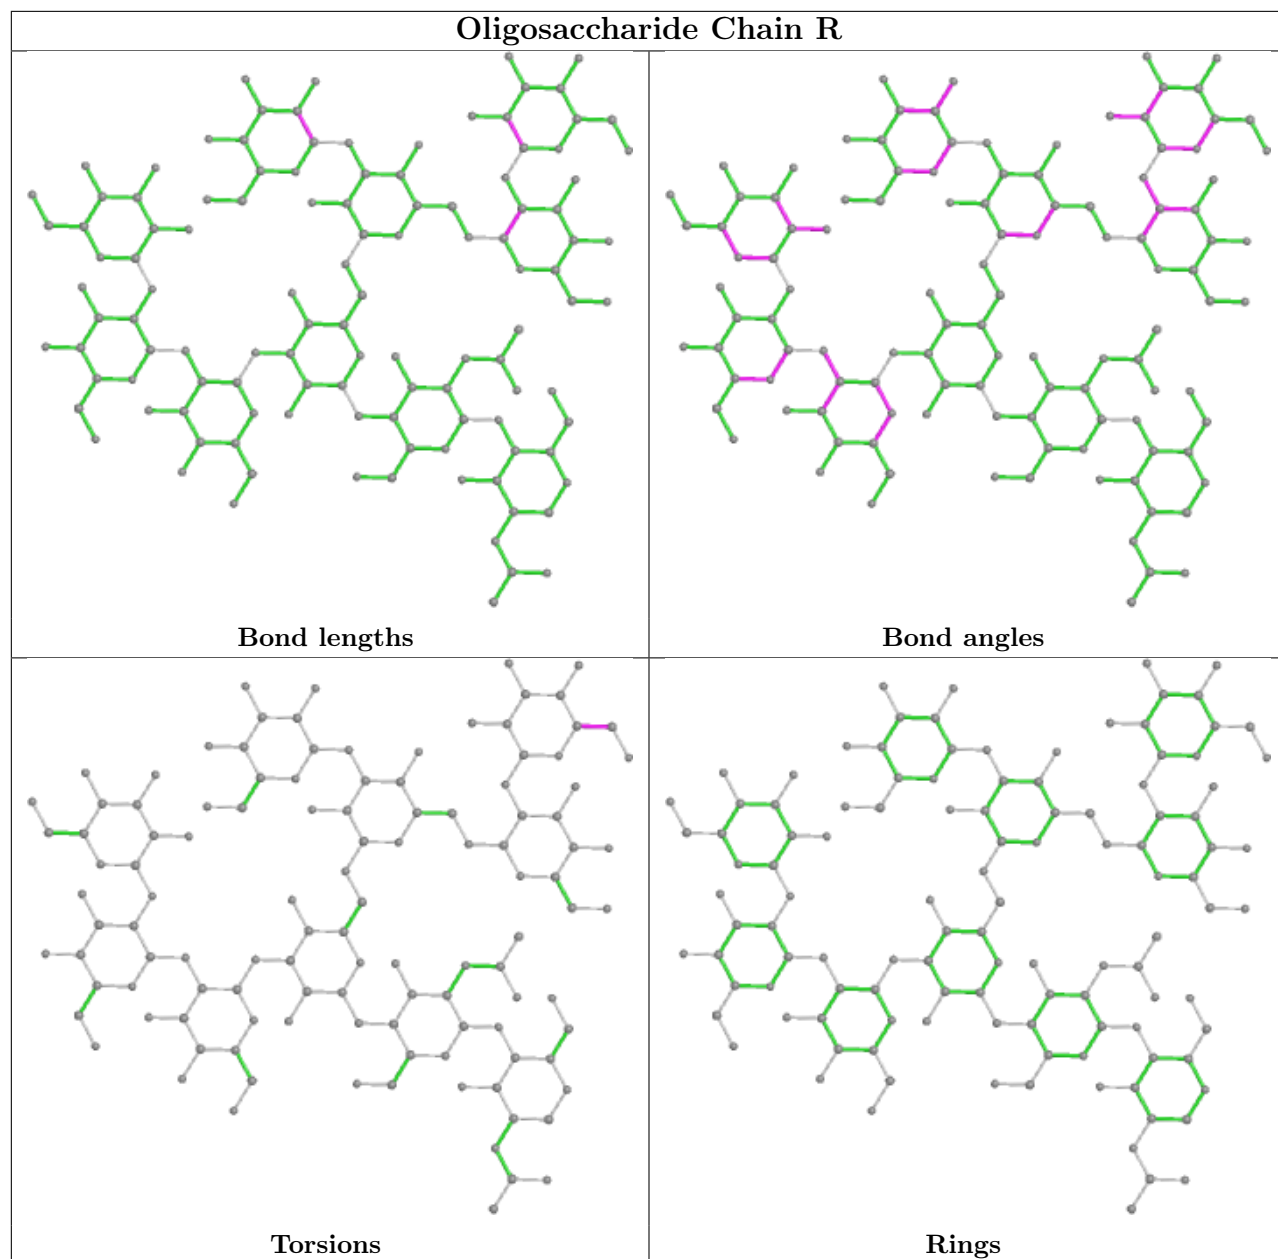 Oligosaccharide Chain R
Bond lengths
Bond angles
Torsions
Rings